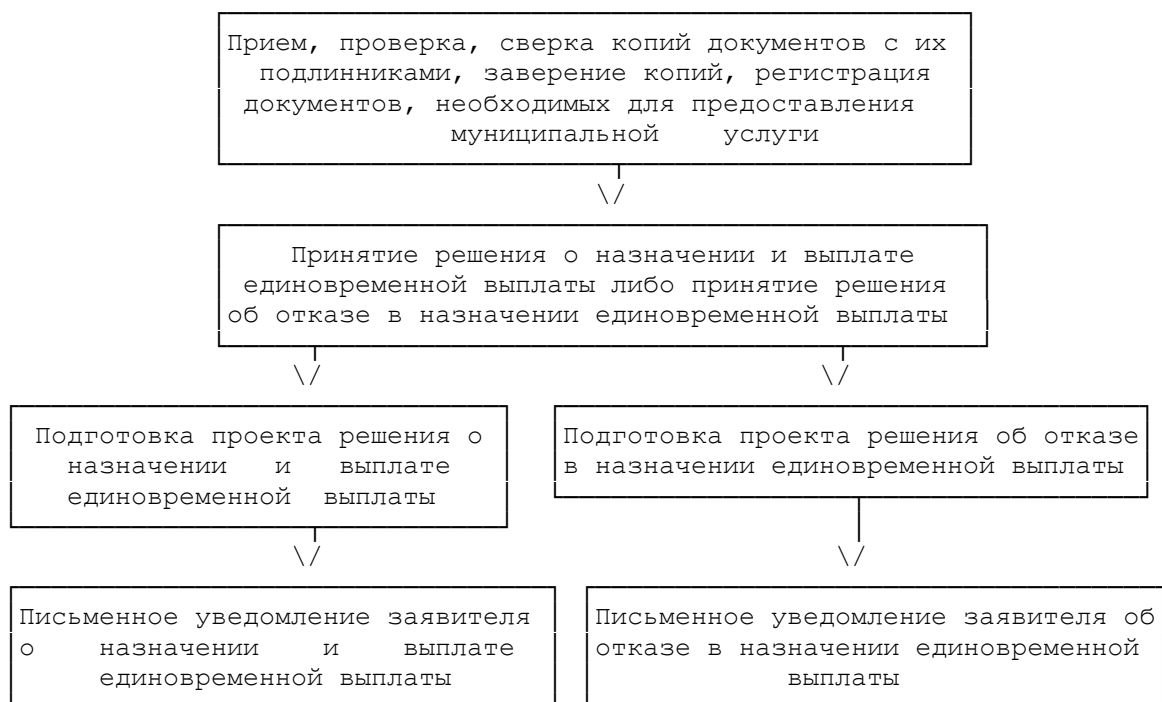 Прием, проверка, сверка копий документов с их
подлинниками, заверение копий, регистрация
документов, необходимых для предоставления
муниципальной услуги
\/
Принятие решения о назначении и выплате
единовременной выплаты либо принятие решения
об отказе в назначении единовременной выплаты
\/ \/
Подготовка проекта решения о
назначении и выплате
единовременной выплаты
Подготовка проекта решения об отказе
в назначении единовременной выплаты
\/ \/
Письменное уведомление заявителя
о назначении и выплате
единовременной выплаты
Письменное уведомление заявителя об
отказе в назначении единовременной
выплаты